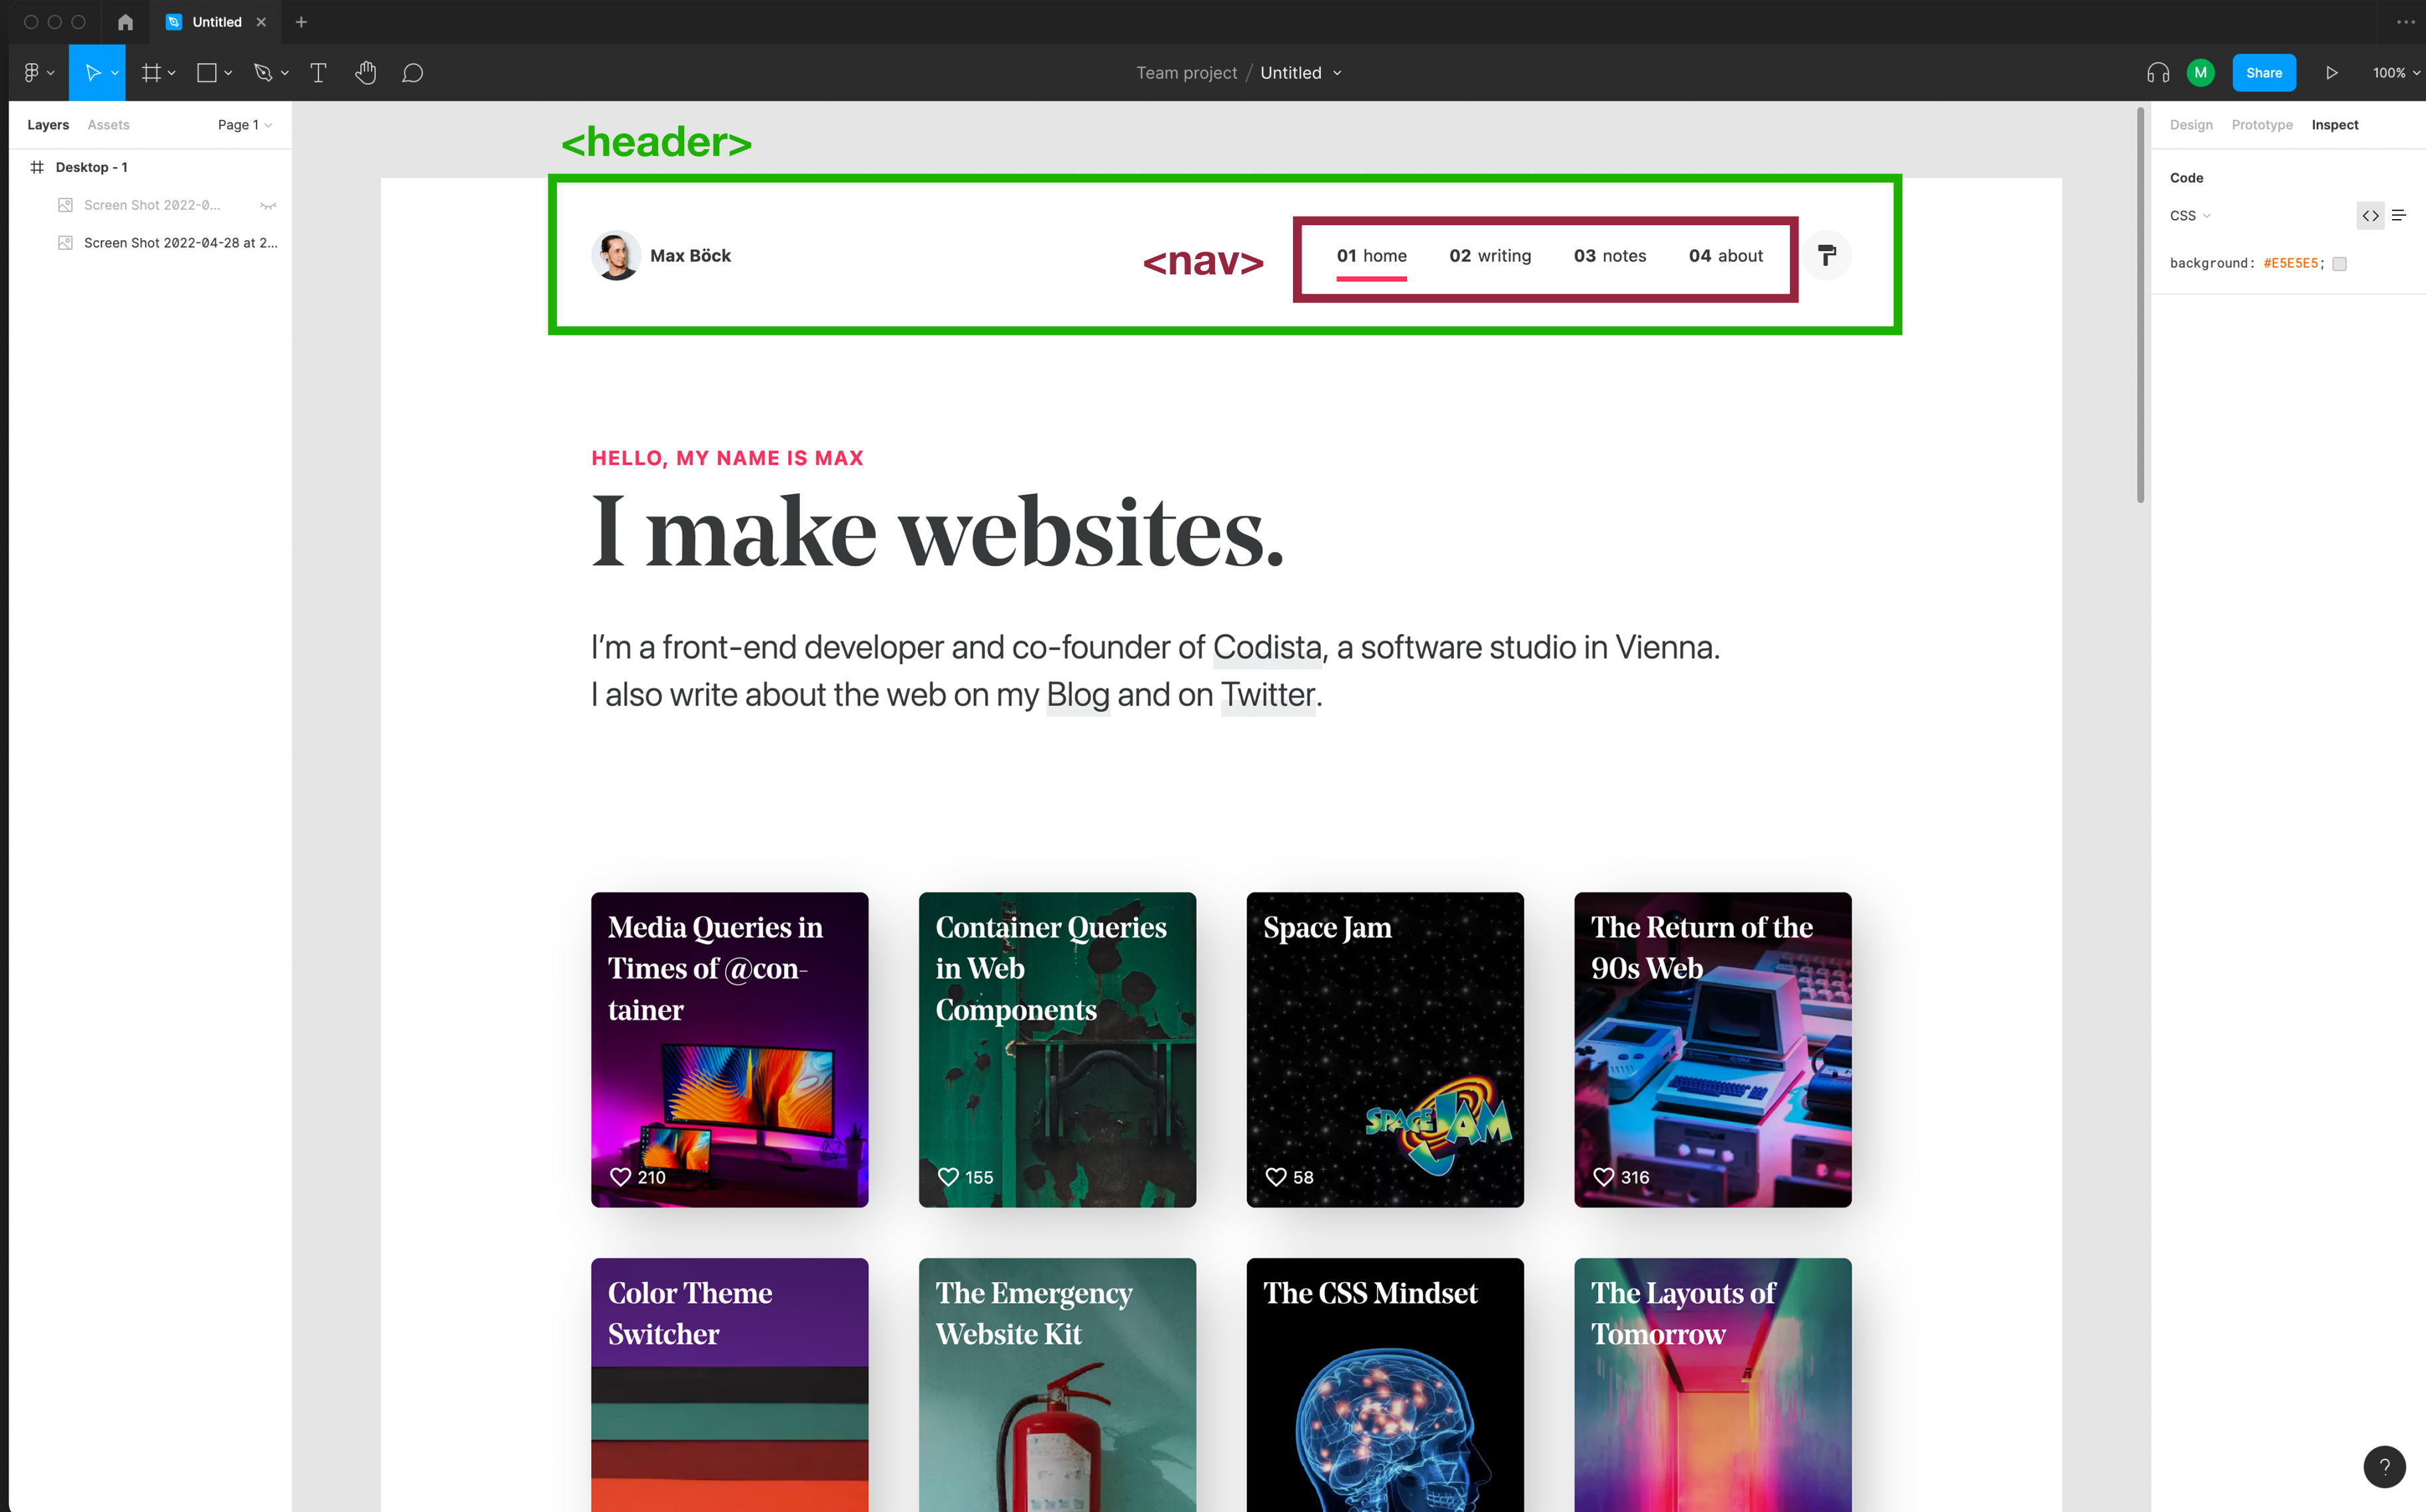 Untitled
Team project / Untitled
M
Share
100%
Layers
Assets
Page 1
Desktop - 1
Screen Shot 2022-0...
Screen Shot 2022-04-28 at 2...
Design
Prototype
Inspect
Code
CSS
background: #E5E5E5;
<header>
Max Böck
<nav>
01 home
02 writing
03 notes
04 about
HELLO, MY NAME IS MAX
I make websites.
I’m a front-end developer and co-founder of Codista, a software studio in Vienna.
I also write about the web on my Blog and on Twitter.
Media Queries in
Times of @con-
tainer
210
Container Queries
in Web
Components
155
Space Jam
SPACE JAM
58
The Return of the
90s Web
316
Color Theme
Switcher
The Emergency
Website Kit
The CSS Mindset
The Layouts of
Tomorrow
?